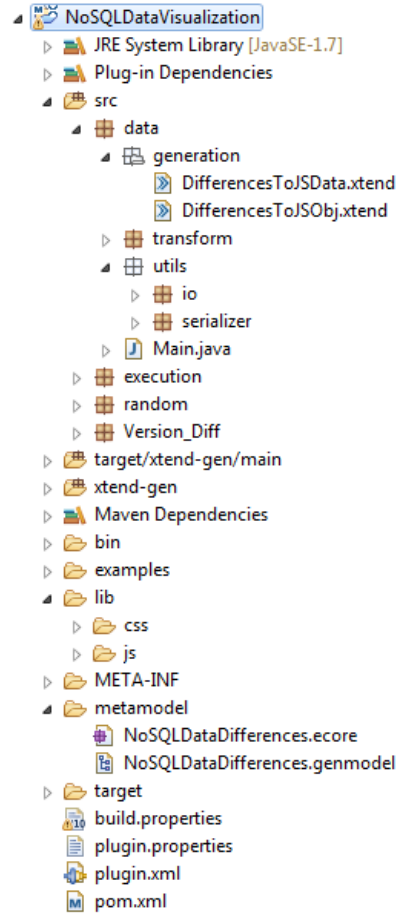 NoSQLDataVisualization
JRE System Library [JavaSE-1.7]
Plug-in Dependencies
src
data
generation
DifferencesToJSData.xtend
DifferencesToJSObj.xtend
transform
utils
io
serializer
Main.java
execution
random
Version_Diff
target/xtend-gen/main
xtend-gen
Maven Dependencies
bin
examples
lib
css
js
META-INF
metamodel
NoSQLDataDifferences.ecore
NoSQLDataDifferences.genmodel
target
build.properties
plugin.properties
plugin.xml
pom.xml